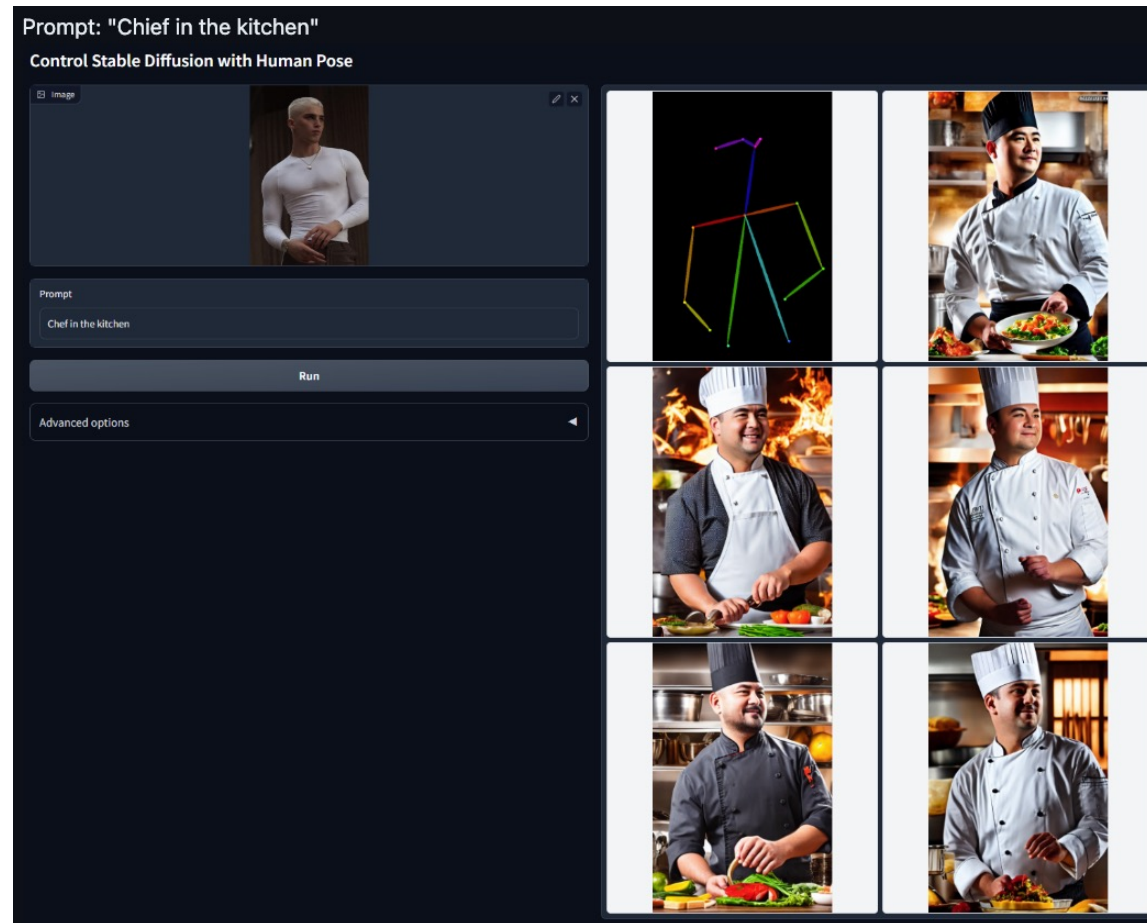 Prompt: "Chief in the kitchen"
Control Stable Diffusion with Human Pose
Image
Prompt
Chef in the kitchen
Run
Advanced options